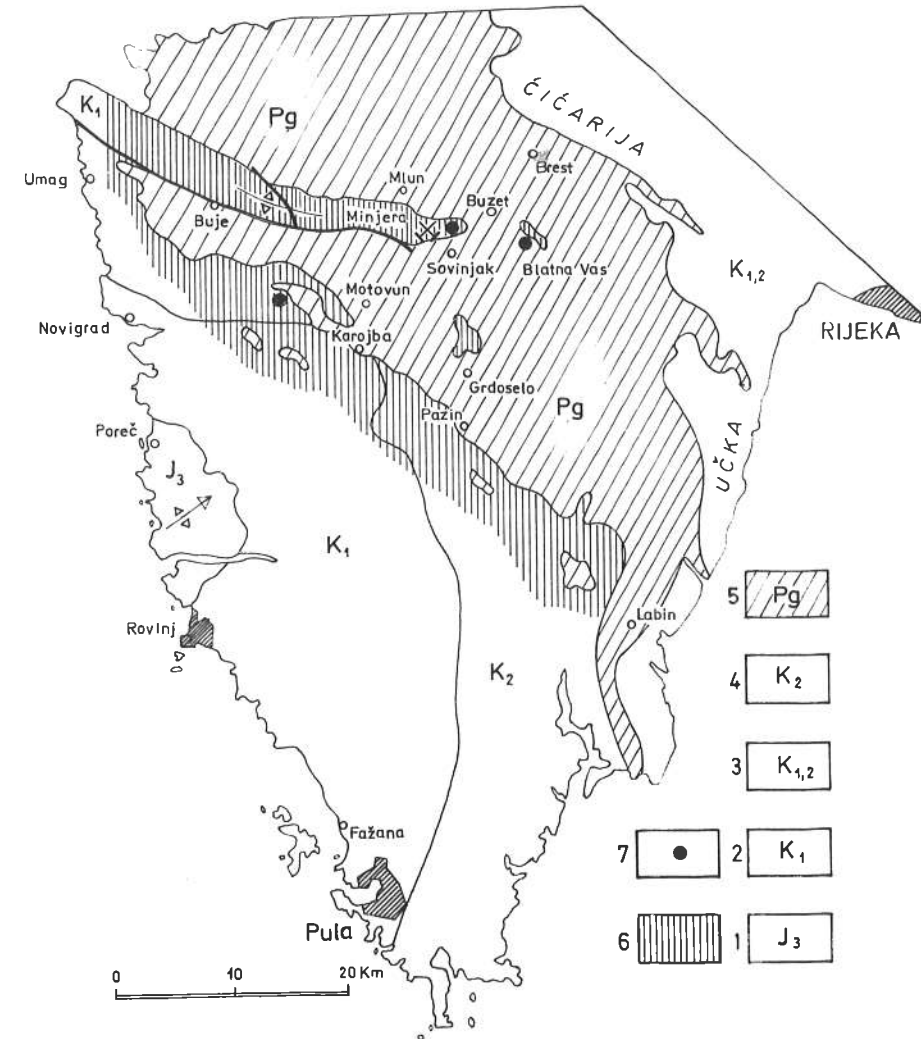 ĆIĆARIJA
K₁
Pg
Brest
Umag
Mlun
Buzet
Minjera
Buje
Sovinjak
Blatna Vas
K₁,₂
Motovun
Novigrad
Karojba
RIJEKA
Grdoselo
Pg
Pazin
Poreč
UČKA
J₃
K₁
5 Pg
Labin
Rovinj
K₂
4 K₂
3 K₁,₂
Fažana
7 2 K₁
Pula
6 1 J₃
0 10 20 Km